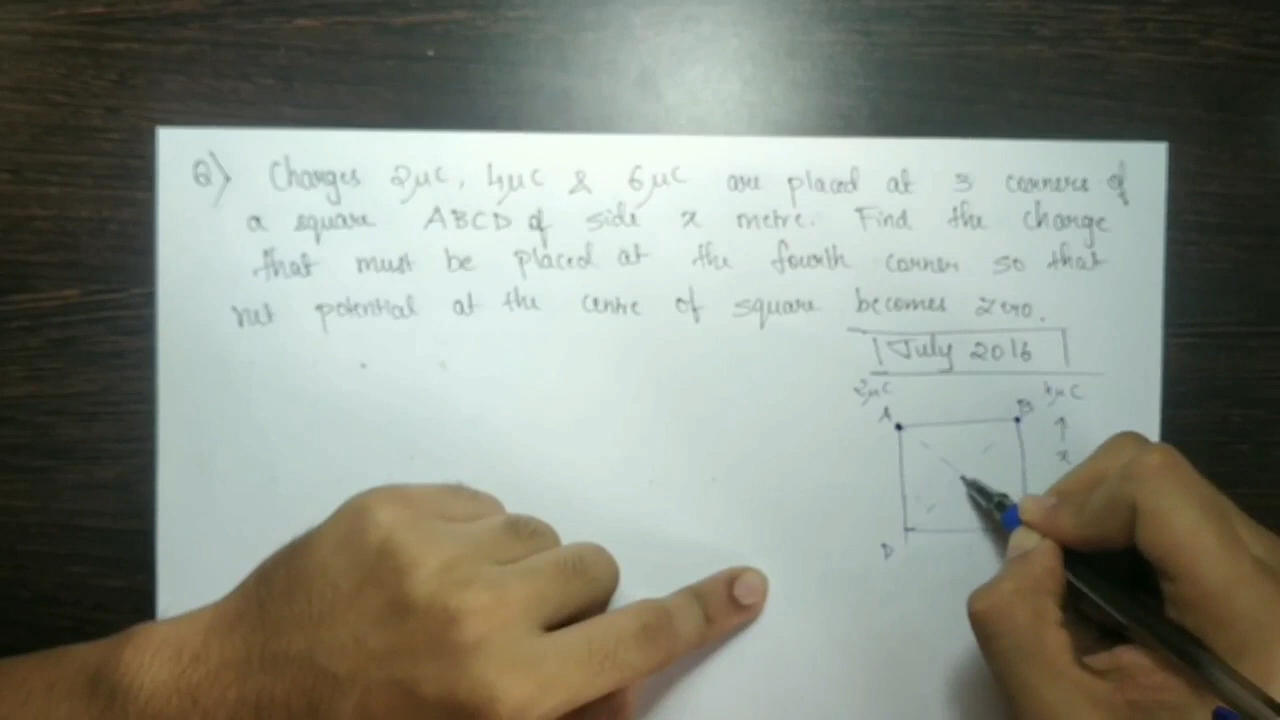 Q) Charges 2μC, 4μC & 6μC are placed at 3 corners of
a square ABCD of side x metre. Find the charge
that must be placed at the fourth corner so that
net potential at the centre of square becomes zero.
July 2016
2μC 4μC
A B
x
D